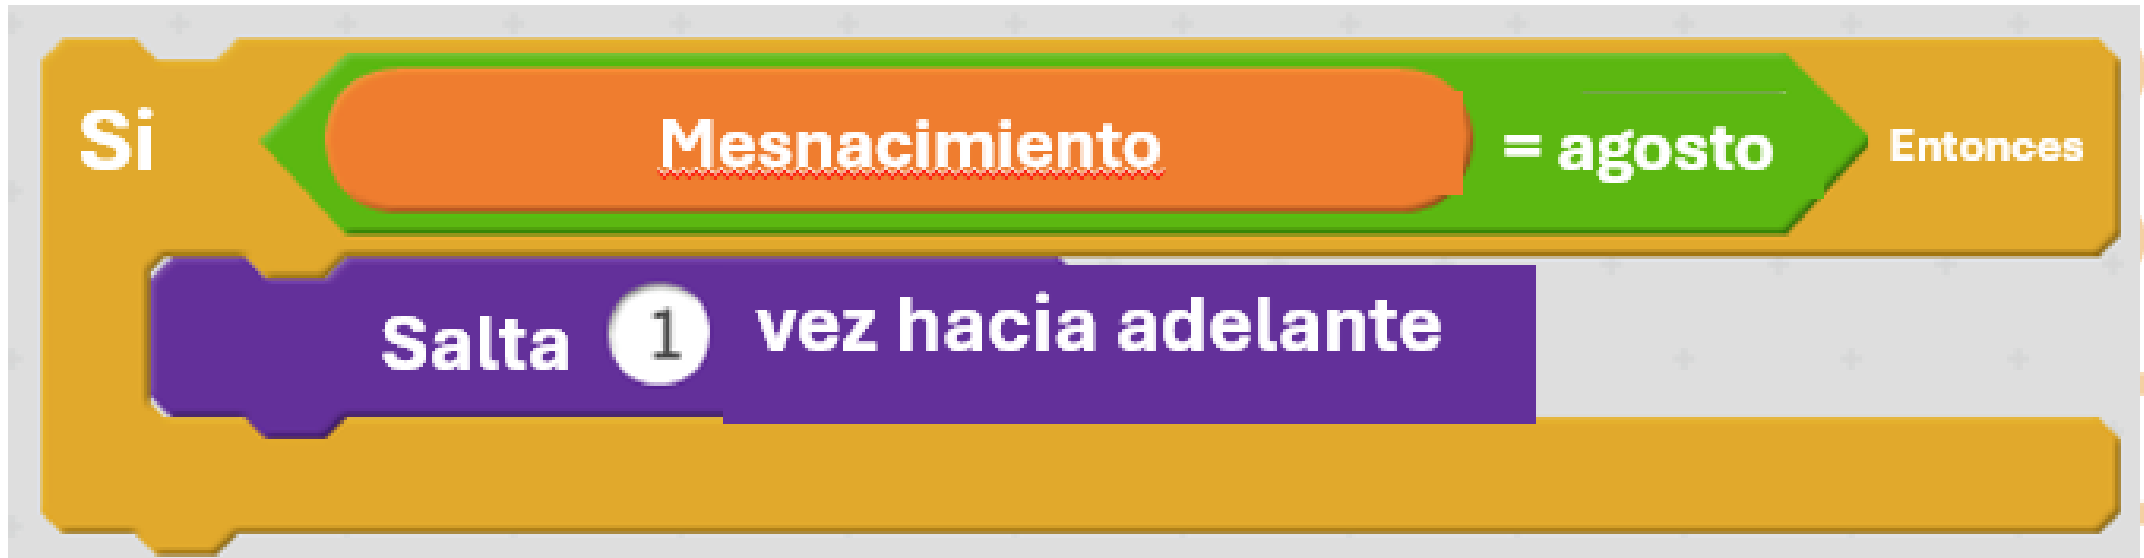 Si Mesnacimiento = agosto Entonces
Salta 1 vez hacia adelante